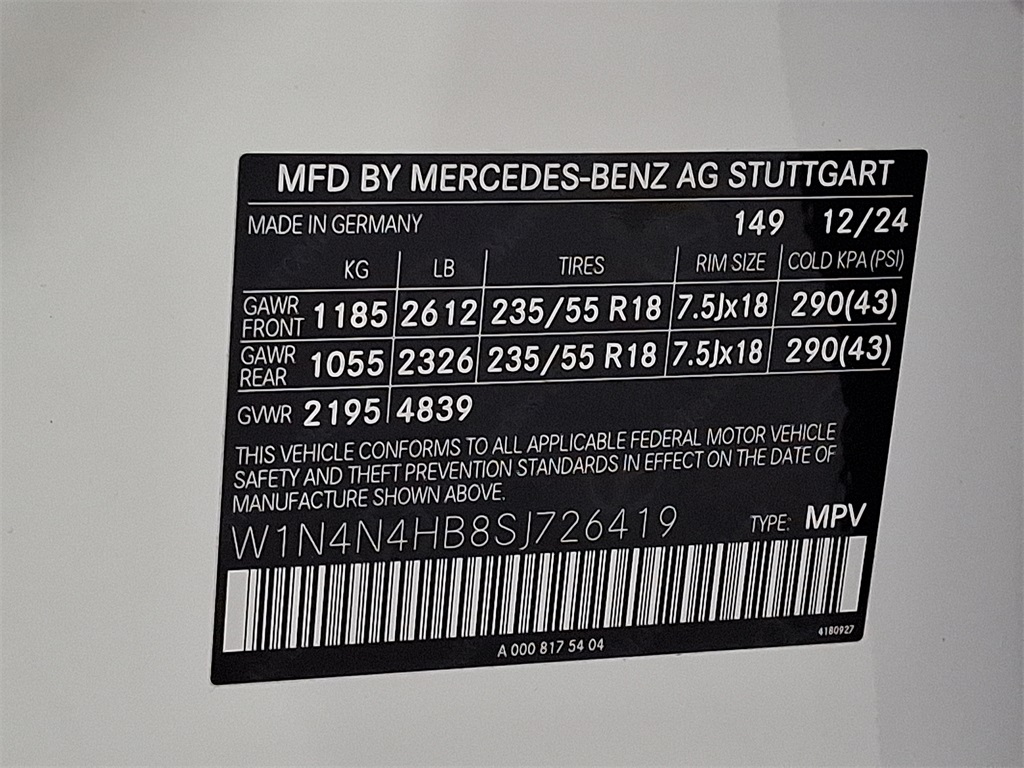 MFD BY MERCEDES-BENZ AG STUTTGART
MADE IN GERMANY 149 12/24
KG LB TIRES RIM SIZE COLD KPA (PSI)
GAWR FRONT 1185 2612 235/55 R18 7.5Jx18 290(43)
GAWR REAR 1055 2326 235/55 R18 7.5Jx18 290(43)
GVWR 2195 4839
THIS VEHICLE CONFORMS TO ALL APPLICABLE FEDERAL MOTOR VEHICLE
SAFETY AND THEFT PREVENTION STANDARDS IN EFFECT ON THE DATE OF
MANUFACTURE SHOWN ABOVE.
W1N4N4HB8SJ726419 TYPE: MPV
A 000 817 54 04 4180927